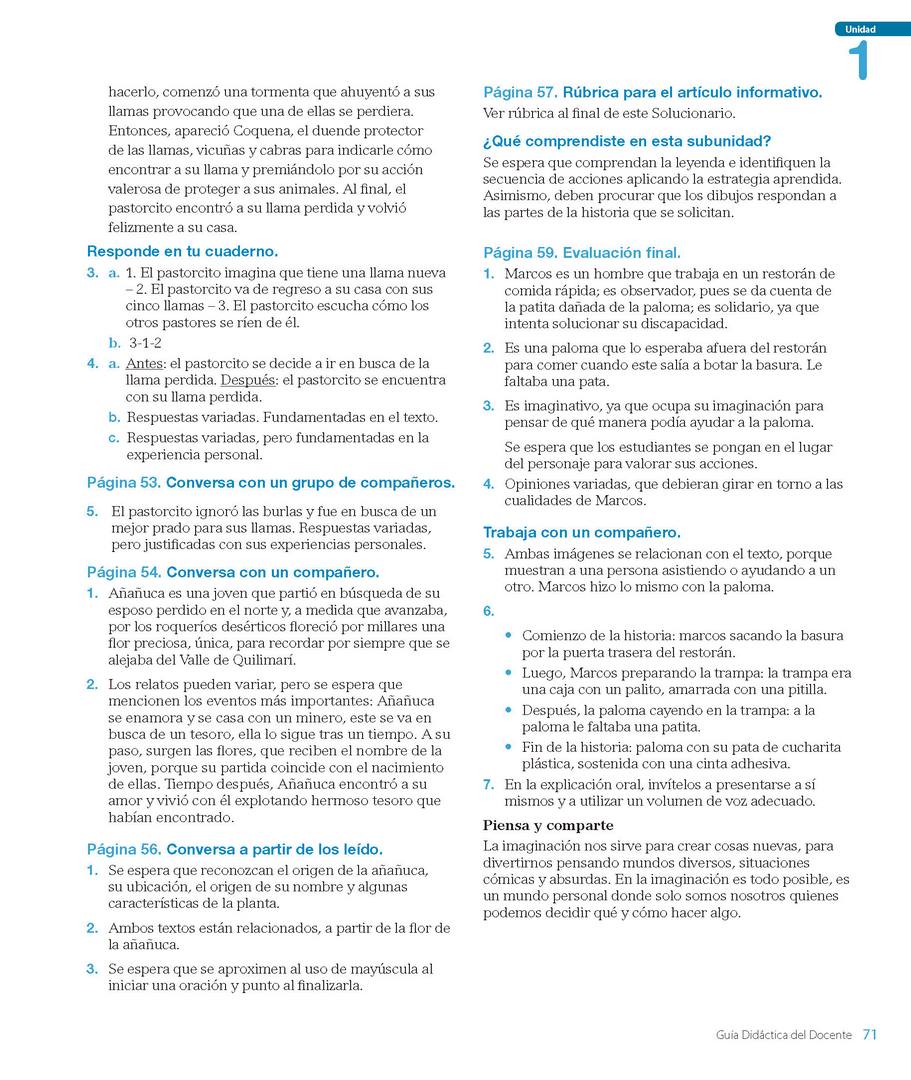 Unidad
1
hacerlo, comenzó una tormenta que ahuyentó a sus
llamas provocando que una de ellas se perdiera.
Entonces, apareció Coquena, el duende protector
de las llamas, vicuñas y cabras para indicarle cómo
encontrar a su llama y premiándolo por su acción
valerosa de proteger a sus animales. Al final, el
pastorcito encontró a su llama perdida y volvió
felizmente a su casa.
Responde en tu cuaderno.
3. a. 1. El pastorcito imagina que tiene una llama nueva
– 2. El pastorcito va de regreso a su casa con sus
cinco llamas – 3. El pastorcito escucha cómo los
otros pastores se ríen de él.
b. 3-1-2
4. a. Antes: el pastorcito se decide a ir en busca de la
llama perdida. Después: el pastorcito se encuentra
con su llama perdida.
b. Respuestas variadas. Fundamentadas en el texto.
c. Respuestas variadas, pero fundamentadas en la
experiencia personal.
Página 53. Conversa con un grupo de compañeros.
5. El pastorcito ignoró las burlas y fue en busca de un
mejor prado para sus llamas. Respuestas variadas,
pero justificadas con sus experiencias personales.
Página 54. Conversa con un compañero.
1. Añañuca es una joven que partió en búsqueda de su
esposo perdido en el norte y, a medida que avanzaba,
por los roqueríos desérticos floreció por millares una
flor preciosa, única, para recordar por siempre que se
alejaba del Valle de Quilimarí.
2. Los relatos pueden variar, pero se espera que
mencionen los eventos más importantes: Añañuca
se enamora y se casa con un minero, este se va en
busca de un tesoro, ella lo sigue tras un tiempo. A su
paso, surgen las flores, que reciben el nombre de la
joven, porque su partida coincide con el nacimiento
de ellas. Tiempo después, Añañuca encontró a su
amor y vivió con él explotando hermoso tesoro que
habían encontrado.
Página 56. Conversa a partir de los leído.
1. Se espera que reconozcan el origen de la añañuca,
su ubicación, el origen de su nombre y algunas
características de la planta.
2. Ambos textos están relacionados, a partir de la flor de
la añañuca.
3. Se espera que se aproximen al uso de mayúscula al
iniciar una oración y punto al finalizarla.
Página 57. Rúbrica para el artículo informativo.
Ver rúbrica al final de este Solucionario.
¿Qué comprendiste en esta subunidad?
Se espera que comprendan la leyenda e identifiquen la
secuencia de acciones aplicando la estrategia aprendida.
Asimismo, deben procurar que los dibujos respondan a
las partes de la historia que se solicitan.
Página 59. Evaluación final.
1. Marcos es un hombre que trabaja en un restorán de
comida rápida; es observador, pues se da cuenta de
la patita dañada de la paloma; es solidario, ya que
intenta solucionar su discapacidad.
2. Es una paloma que lo esperaba afuera del restorán
para comer cuando este salía a botar la basura. Le
faltaba una pata.
3. Es imaginativo, ya que ocupa su imaginación para
pensar de qué manera podía ayudar a la paloma.
Se espera que los estudiantes se pongan en el lugar
del personaje para valorar sus acciones.
4. Opiniones variadas, que debieran girar en torno a las
cualidades de Marcos.
Trabaja con un compañero.
5. Ambas imágenes se relacionan con el texto, porque
muestran a una persona asistiendo o ayudando a un
otro. Marcos hizo lo mismo con la paloma.
6.
• Comienzo de la historia: marcos sacando la basura
por la puerta trasera del restorán.
• Luego, Marcos preparando la trampa: la trampa era
una caja con un palito, amarrada con una pitilla.
• Después, la paloma cayendo en la trampa: a la
paloma le faltaba una patita.
• Fin de la historia: paloma con su pata de cucharita
plástica, sostenida con una cinta adhesiva.
7. En la explicación oral, invítelos a presentarse a sí
mismos y a utilizar un volumen de voz adecuado.
Piensa y comparte
La imaginación nos sirve para crear cosas nuevas, para
divertirnos pensando mundos diversos, situaciones
cómicas y absurdas. En la imaginación es todo posible, es
un mundo personal donde solo somos nosotros quienes
podemos decidir qué y cómo hacer algo.
Guía Didáctica del Docente 71